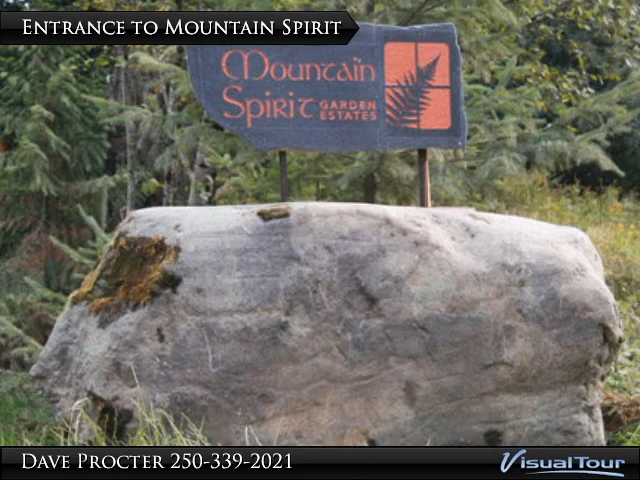 Entrance to Mountain Spirit
Mountain
Spirit GARDEN
ESTATES
Dave Procter 250-339-2021
VisualTour